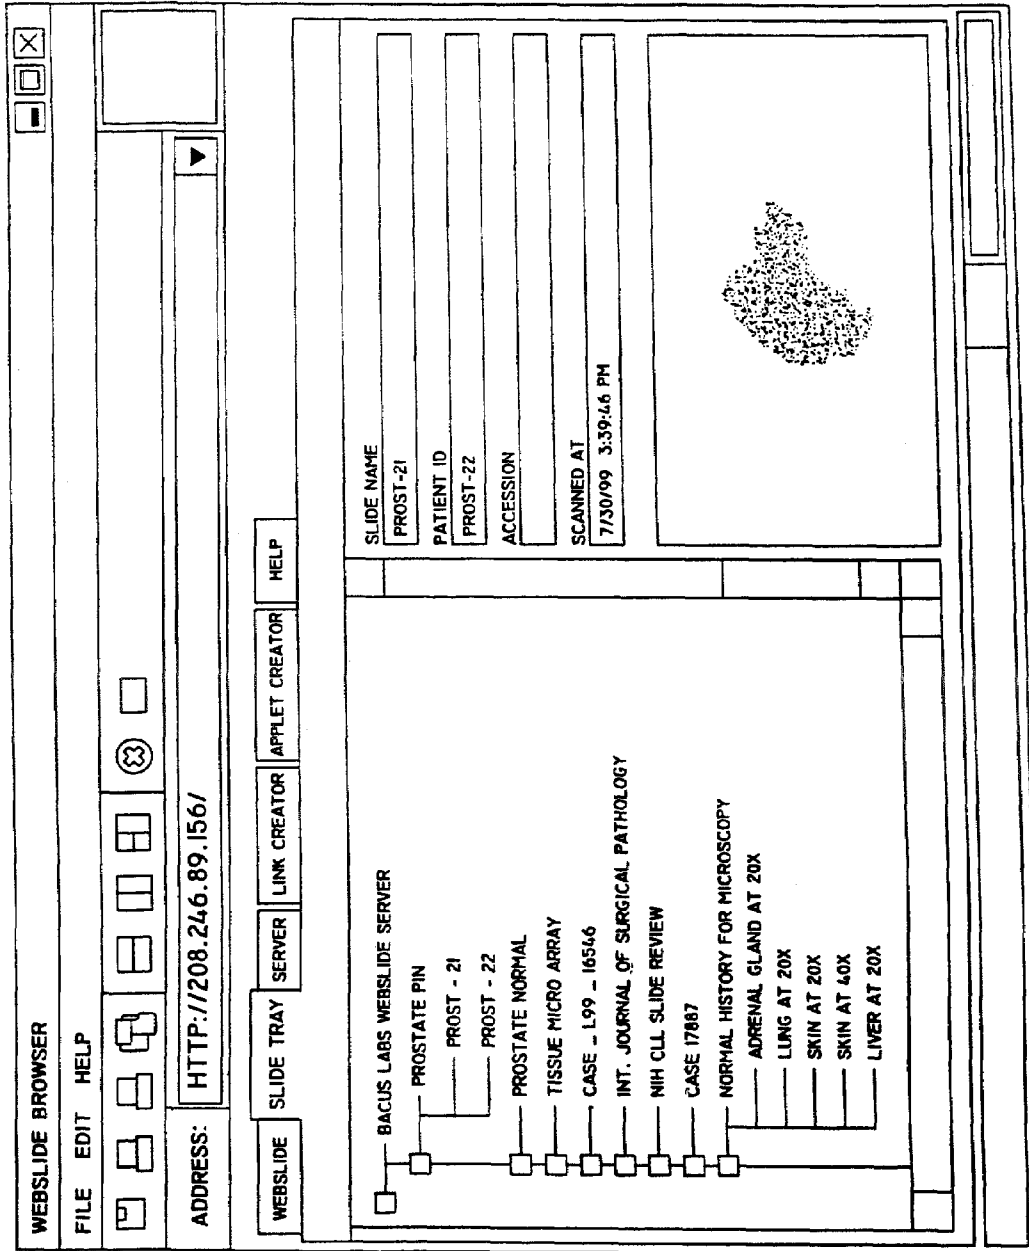 WEBSLIDE BROWSER
FILE EDIT HELP
ADDRESS: HTTP://208.246.89.156/
WEBSLIDE SLIDE TRAY SERVER LINK CREATOR APPLET CREATOR HELP
BACUS LABS WEBSLIDE SERVER
PROSTATE PIN
PROST - 21
PROST - 22
PROSTATE NORMAL
TISSUE MICRO ARRAY
CASE _ L99 _ 16546
INT. JOURNAL OF SURGICAL PATHOLOGY
NIH CLL SLIDE REVIEW
CASE 17887
NORMAL HISTORY FOR MICROSCOPY
ADRENAL GLAND AT 20X
LUNG AT 20X
SKIN AT 20X
SKIN AT 40X
LIVER AT 20X
SLIDE NAME
PROST-21
PATIENT ID
PROST-22
ACCESSION
SCANNED AT
7/30/99 3:39:46 PM